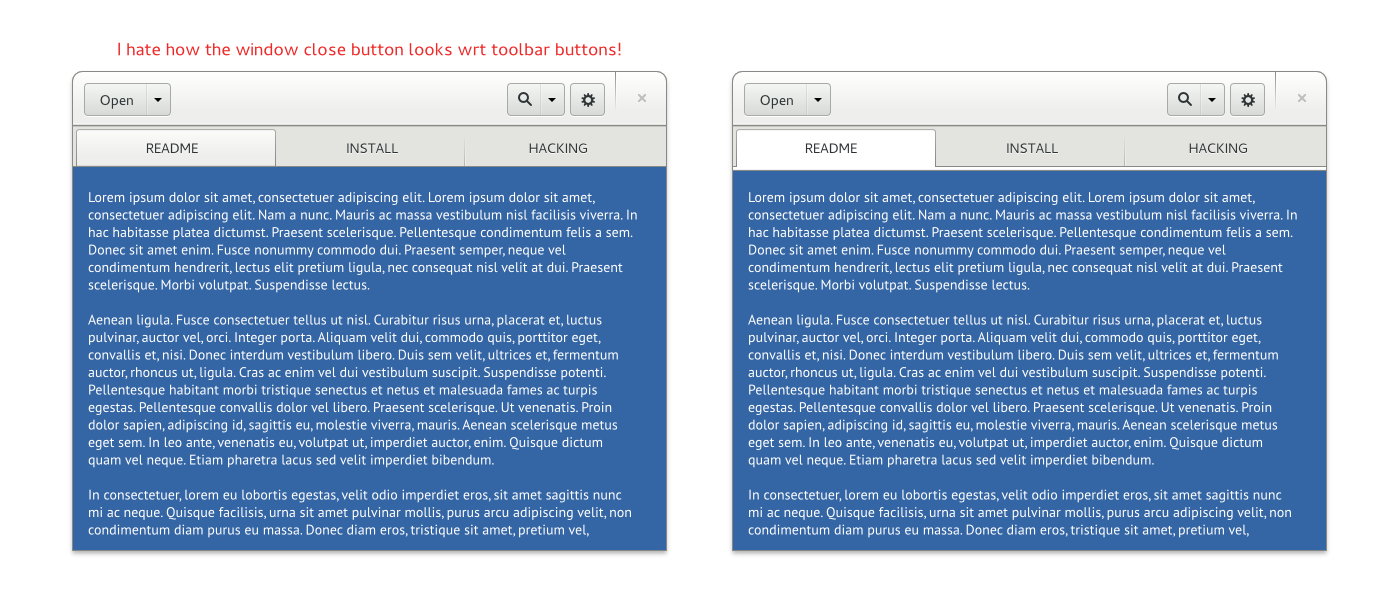 I hate how the window close button looks wrt toolbar buttons!
Open
README INSTALL HACKING
Lorem ipsum dolor sit amet, consectetuer adipiscing elit. Lorem ipsum dolor sit amet,
consectetuer adipiscing elit. Nam a nunc. Mauris ac massa vestibulum nisl facilisis viverra. In
hac habitasse platea dictumst. Praesent scelerisque. Pellentesque condimentum felis a sem.
Donec sit amet enim. Fusce nonummy commodo dui. Praesent semper, neque vel
condimentum hendrerit, lectus elit pretium ligula, nec consequat nisl velit at dui. Praesent
scelerisque. Morbi volutpat. Suspendisse lectus.
Aenean ligula. Fusce consectetuer tellus ut nisl. Curabitur risus urna, placerat et, luctus
pulvinar, auctor vel, orci. Integer porta. Aliquam velit dui, commodo quis, porttitor eget,
convallis et, nisi. Donec interdum vestibulum libero. Duis sem velit, ultrices et, fermentum
auctor, rhoncus ut, ligula. Cras ac enim vel dui vestibulum suscipit. Suspendisse potenti.
Pellentesque habitant morbi tristique senectus et netus et malesuada fames ac turpis
egestas. Pellentesque convallis dolor vel libero. Praesent scelerisque. Ut venenatis. Proin
dolor sapien, adipiscing id, sagittis eu, molestie viverra, mauris. Aenean scelerisque metus
eget sem. In leo ante, venenatis eu, volutpat ut, imperdiet auctor, enim. Quisque dictum
quam vel neque. Etiam pharetra lacus sed velit imperdiet bibendum.
In consectetuer, lorem eu lobortis egestas, velit odio imperdiet eros, sit amet sagittis nunc
mi ac neque. Quisque facilisis, urna sit amet pulvinar mollis, purus arcu adipiscing velit, non
condimentum diam purus eu massa. Donec diam eros, tristique sit amet, pretium vel,
Open
README INSTALL HACKING
Lorem ipsum dolor sit amet, consectetuer adipiscing elit. Lorem ipsum dolor sit amet,
consectetuer adipiscing elit. Nam a nunc. Mauris ac massa vestibulum nisl facilisis viverra. In
hac habitasse platea dictumst. Praesent scelerisque. Pellentesque condimentum felis a sem.
Donec sit amet enim. Fusce nonummy commodo dui. Praesent semper, neque vel
condimentum hendrerit, lectus elit pretium ligula, nec consequat nisl velit at dui. Praesent
scelerisque. Morbi volutpat. Suspendisse lectus.
Aenean ligula. Fusce consectetuer tellus ut nisl. Curabitur risus urna, placerat et, luctus
pulvinar, auctor vel, orci. Integer porta. Aliquam velit dui, commodo quis, porttitor eget,
convallis et, nisi. Donec interdum vestibulum libero. Duis sem velit, ultrices et, fermentum
auctor, rhoncus ut, ligula. Cras ac enim vel dui vestibulum suscipit. Suspendisse potenti.
Pellentesque habitant morbi tristique senectus et netus et malesuada fames ac turpis
egestas. Pellentesque convallis dolor vel libero. Praesent scelerisque. Ut venenatis. Proin
dolor sapien, adipiscing id, sagittis eu, molestie viverra, mauris. Aenean scelerisque metus
eget sem. In leo ante, venenatis eu, volutpat ut, imperdiet auctor, enim. Quisque dictum
quam vel neque. Etiam pharetra lacus sed velit imperdiet bibendum.
In consectetuer, lorem eu lobortis egestas, velit odio imperdiet eros, sit amet sagittis nunc
mi ac neque. Quisque facilisis, urna sit amet pulvinar mollis, purus arcu adipiscing velit, non
condimentum diam purus eu massa. Donec diam eros, tristique sit amet, pretium vel,